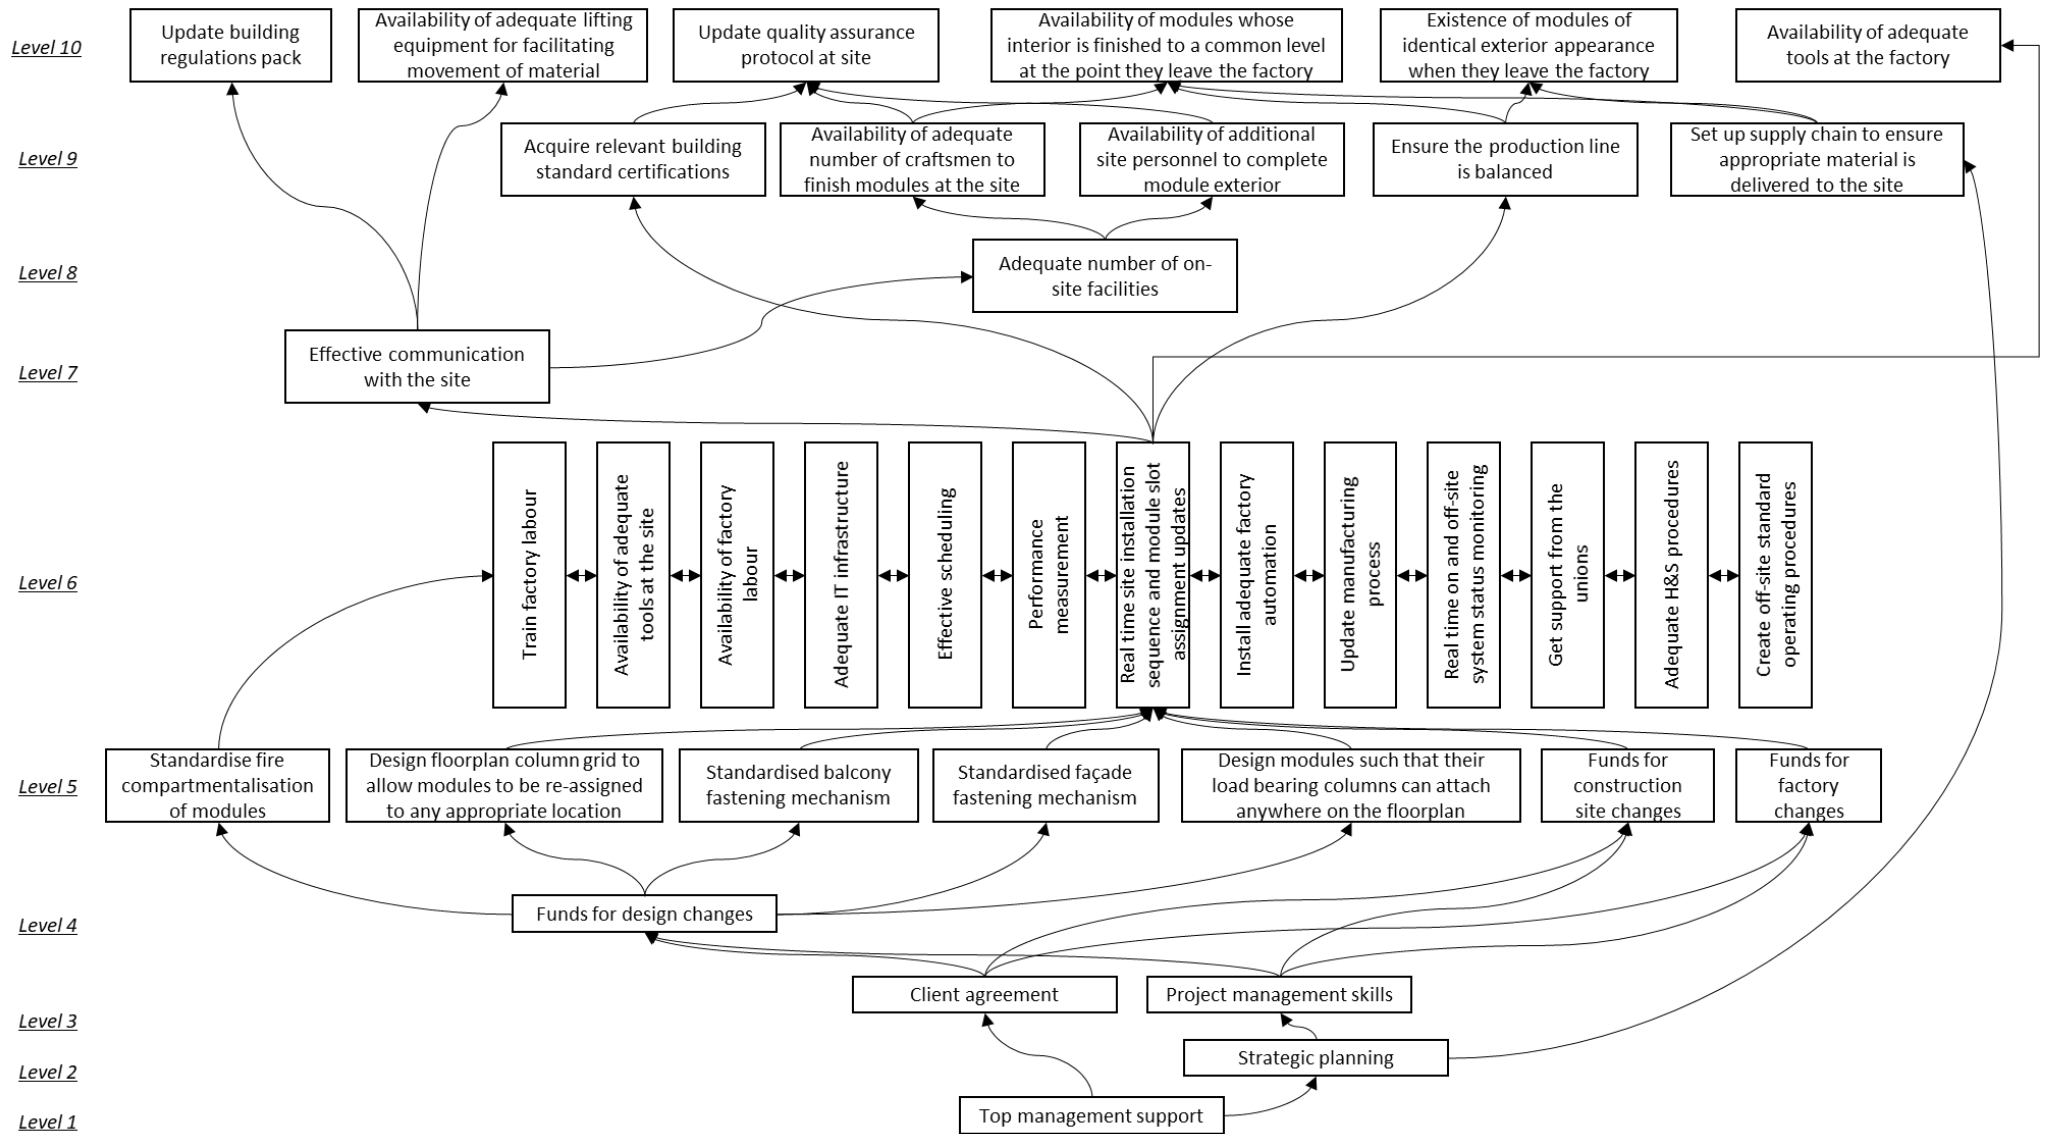 Level 10
Update building
regulations pack
Availability of adequate lifting
equipment for facilitating
movement of material
Update quality assurance
protocol at site
Availability of modules whose
interior is finished to a common level
at the point they leave the factory
Existence of modules of
identical exterior appearance
when they leave the factory
Availability of adequate
tools at the factory
Level 9
Acquire relevant building
standard certifications
Availability of adequate
number of craftsmen to
finish modules at the site
Availability of additional
site personnel to complete
module exterior
Ensure the production line
is balanced
Set up supply chain to ensure
appropriate material is
delivered to the site
Level 8
Adequate number of on-
site facilities
Level 7
Effective communication
with the site
Level 6
Train factory labour
Availability of adequate
tools at the site
Availability of factory
labour
Adequate IT infrastructure
Effective scheduling
Performance
measurement
Real time site installation
sequence and module slot
assignment updates
Install adequate factory
automation
Update manufacturing
process
Real time on and off-site
system status monitoring
Get support from the
unions
Adequate H&S procedures
Create off-site standard
operating procedures
Level 5
Standardise fire
compartmentalisation
of modules
Design floorplan column grid to
allow modules to be re-assigned
to any appropriate location
Standardised balcony
fastening mechanism
Standardised façade
fastening mechanism
Design modules such that their
load bearing columns can attach
anywhere on the floorplan
Funds for
construction
site changes
Funds for
factory
changes
Level 4
Funds for design changes
Level 3
Client agreement
Project management skills
Level 2
Strategic planning
Level 1
Top management support